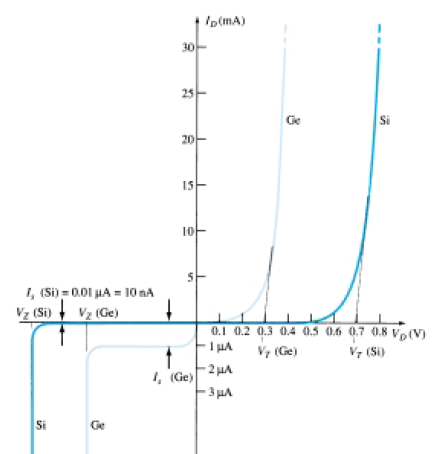 I_D (mA)
30
25
20
15
10
5
Ge
Si
I_s (Si) = 0.01 μA = 10 nA
V_Z (Si)
V_Z (Ge)
0.1 0.2 0.3 0.4 0.5 0.6 0.7 0.8
V_D (V)
1 μA
V_T (Ge)
V_T (Si)
I_s (Ge)
2 μA
3 μA
Si
Ge